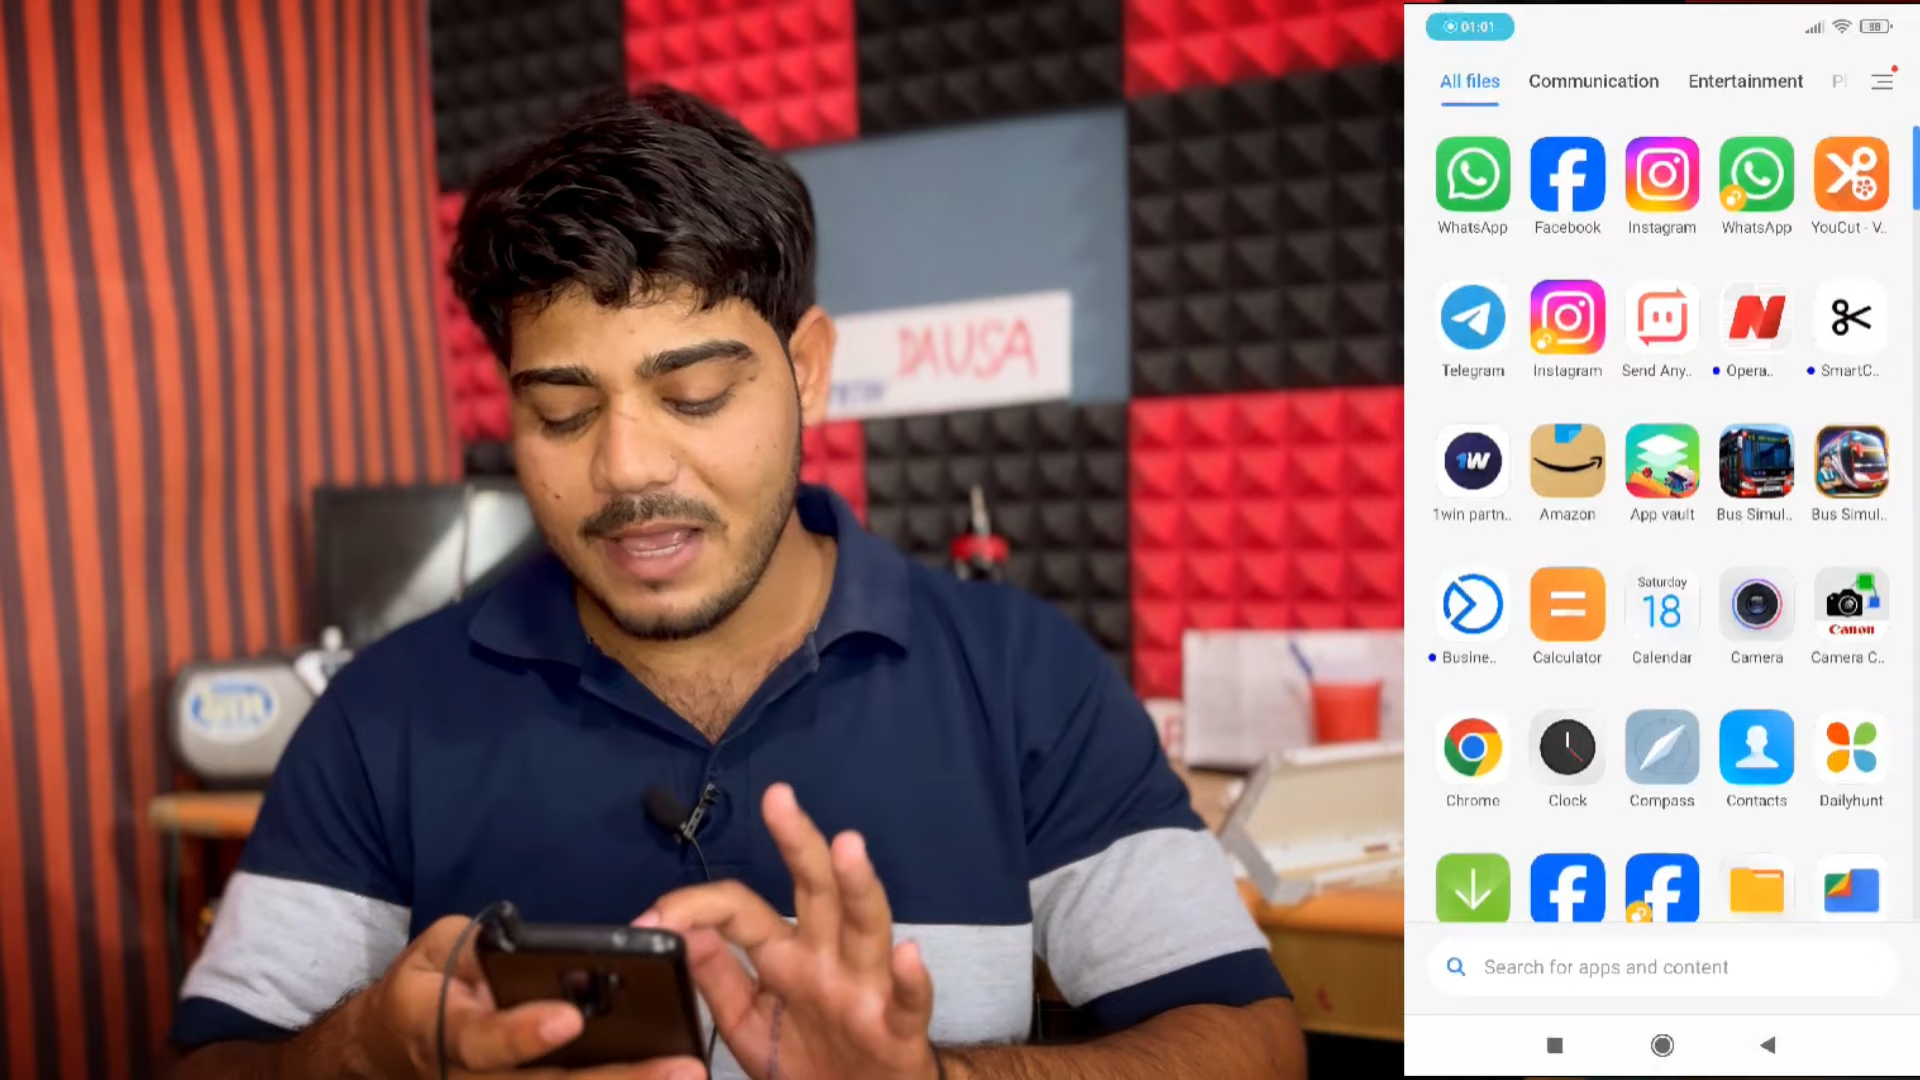 DAUSA
01:01
88
All files Communication Entertainment Pl
WhatsApp Facebook Instagram WhatsApp YouCut - V..
Telegram Instagram Send Any.. Opera.. SmartC..
1W
1win partn.. Amazon App vault Bus Simul.. Bus Simul..
Saturday
18
Canon
Busine.. Calculator Calendar Camera Camera C..
Chrome Clock Compass Contacts Dailyhunt
Search for apps and content